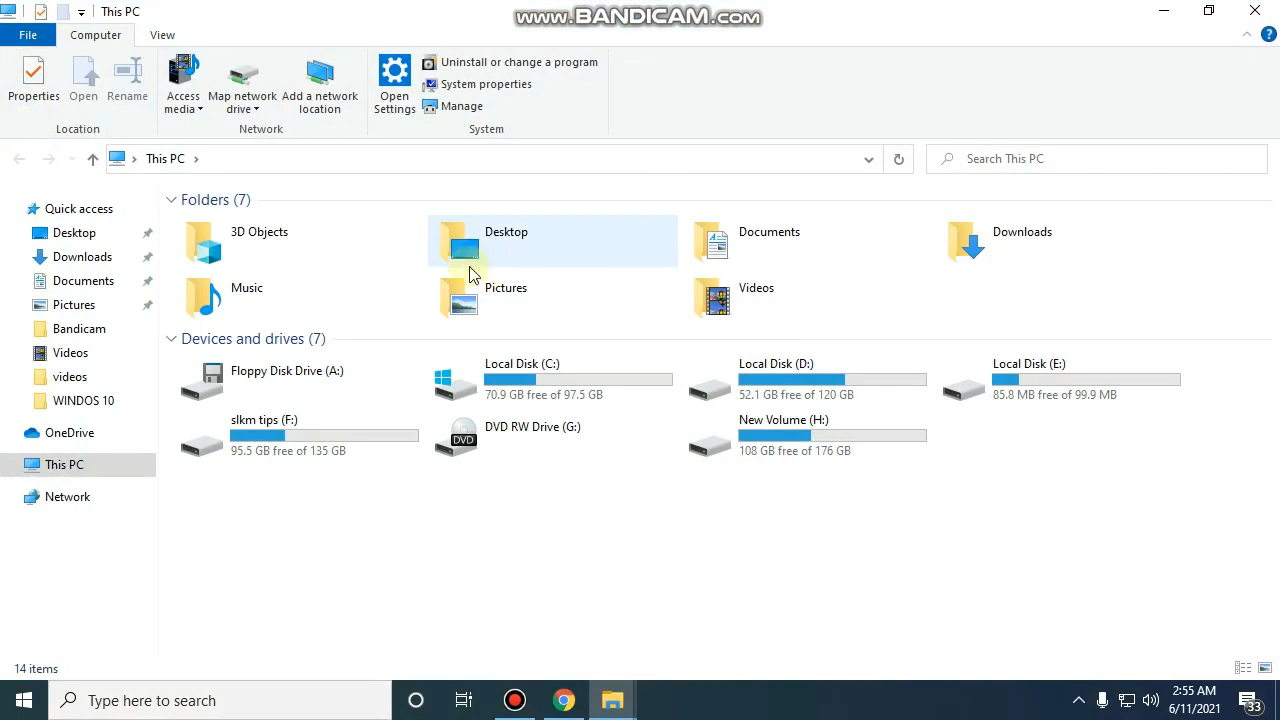 This PC
www.BANDICAM.com
File
Computer
View
Properties
Open
Rename
Access media
Map network drive
Add a network location
Open Settings
Uninstall or change a program
System properties
Manage
Location
Network
System
This PC
Search This PC
Quick access
Desktop
Downloads
Documents
Pictures
Bandicam
Videos
videos
WINDOS 10
OneDrive
This PC
Network
Folders (7)
3D Objects
Desktop
Documents
Downloads
Music
Pictures
Videos
Devices and drives (7)
Floppy Disk Drive (A:)
Local Disk (C:)
70.9 GB free of 97.5 GB
Local Disk (D:)
52.1 GB free of 120 GB
Local Disk (E:)
85.8 MB free of 99.9 MB
slkm tips (F:)
95.5 GB free of 135 GB
DVD RW Drive (G:)
DVD
New Volume (H:)
108 GB free of 176 GB
14 items
Type here to search
2:55 AM
6/11/2021
33